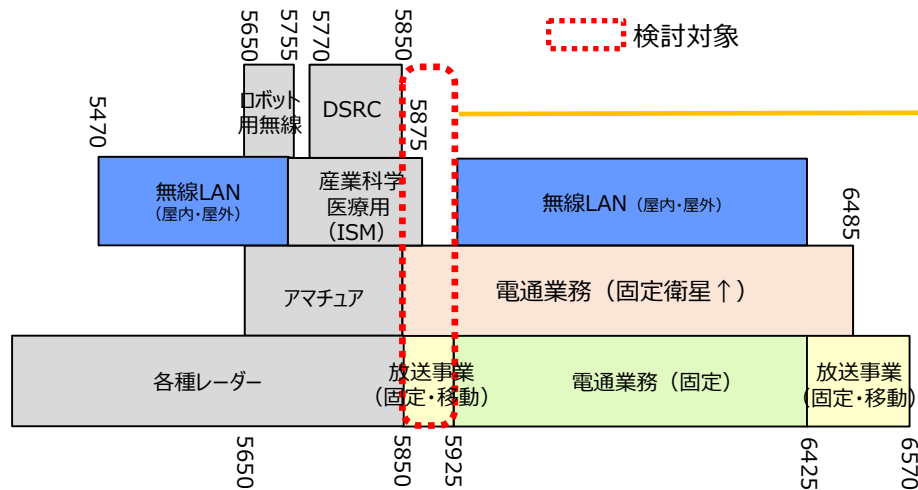 検討対象
5650
5755
5770
5850
ロボット
用無線
DSRC
5470
5875
無線LAN
(屋内・屋外)
産業科学
医療用
(ISM)
無線LAN (屋内・屋外)
6485
アマチュア
電通業務(固定衛星↑)
各種レーダー
放送事業
(固定・移動)
電通業務(固定)
放送事業
(固定・移動)
5650
5850
5925
6425
6570